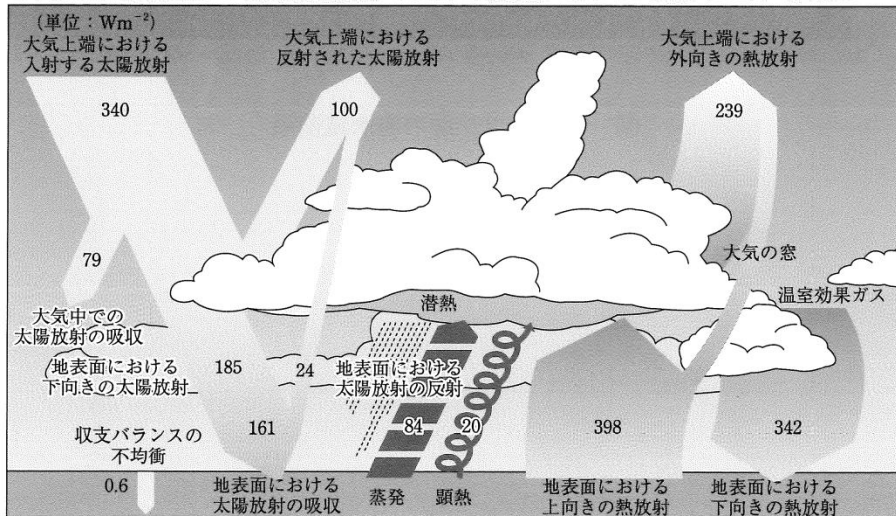 (単位：Wm⁻²)
大気上端における
入射する太陽放射
340
大気上端における
反射された太陽放射
100
大気上端における
外向きの熱放射
239
79
大気の窓
温室効果ガス
潜熱
大気中での
太陽放射の吸収
地表面における
下向きの太陽放射
185
24
地表面における
太陽放射の反射
収支バランスの
不均衡
161
84
20
398
342
0.6
地表面における
太陽放射の吸収
蒸発
顕熱
地表面における
上向きの熱放射
地表面における
下向きの熱放射